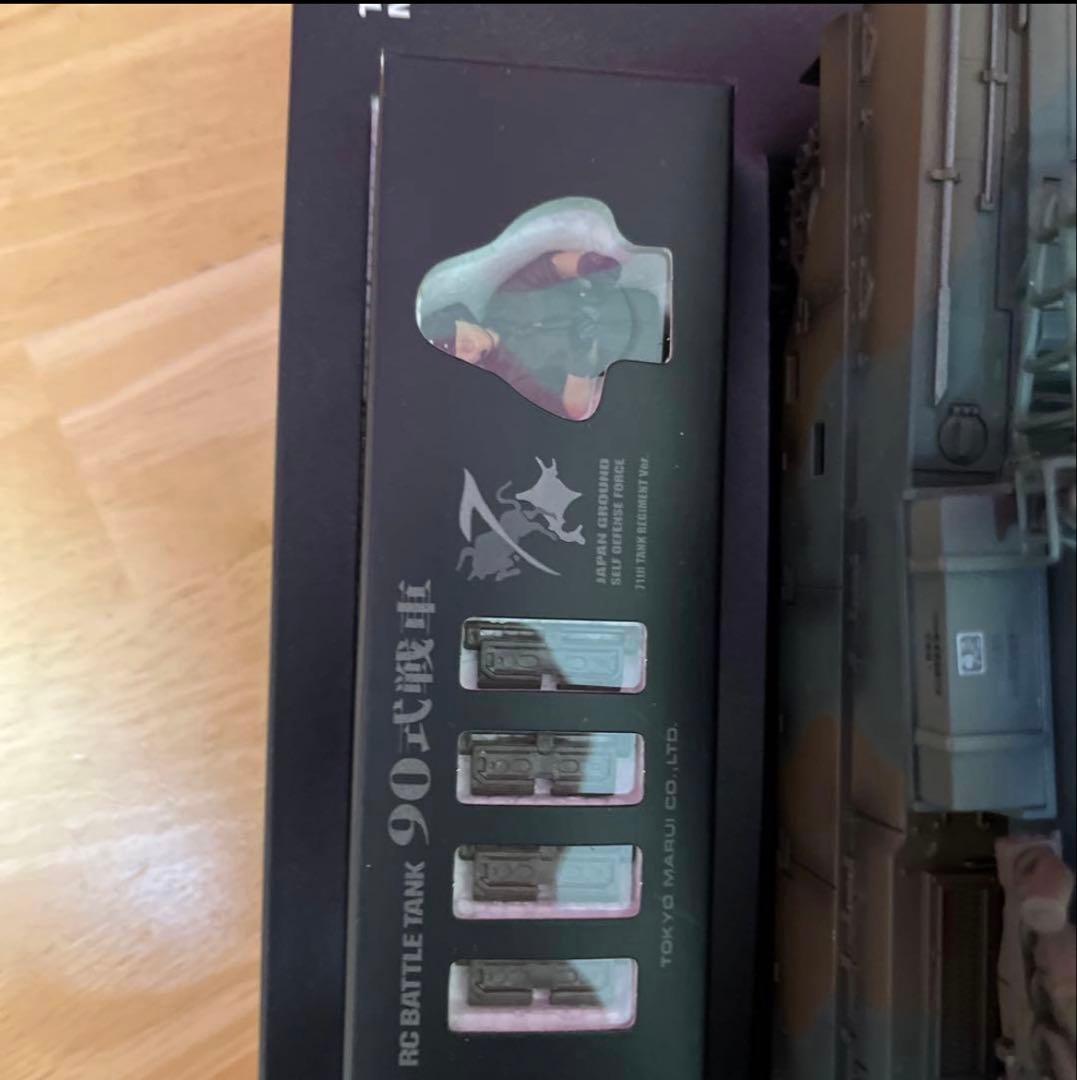 RC BATTLE TANK 90式戦車
JAPAN GROUND
SELF DEFENSE FORCE
71ST TANK REGIMENT Ver.
TOKYO MARUI CO.,LTD.